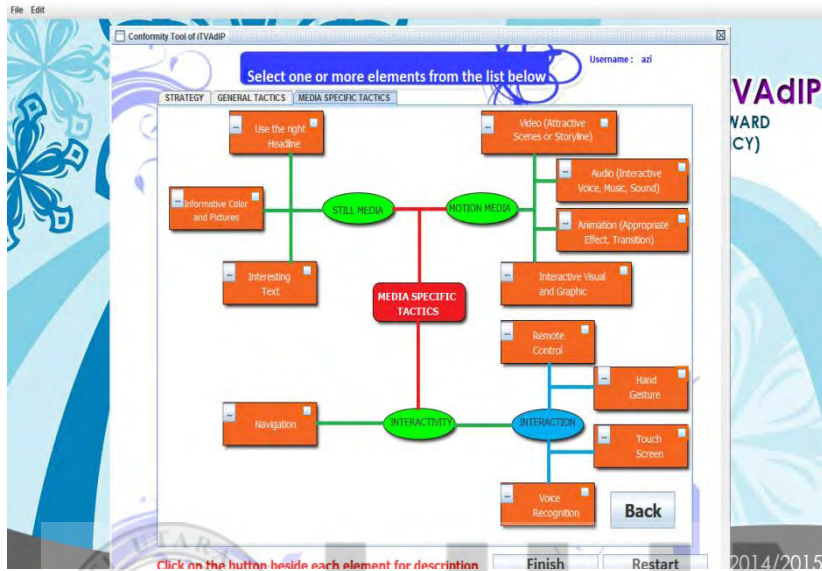 File Edit
Conformity Tool of iTVAdIP
Username : azi
Select one or more elements from the list below
STRATEGY GENERAL TACTICS MEDIA SPECIFIC TACTICS
TVAdIP
WARD
ICY)
... Use the right
Headline
... Informative Color
and Pictures
... Interesting
Text
STILL MEDIA
MOTION MEDIA
... Video (Attractive
Scenes or Storyline)
... Audio (Interactive
Voice, Music, Sound)
... Animation (Appropriate
Effect, Transition)
... Interactive Visual
and Graphic
MEDIA SPECIFIC
TACTICS
... Navigation
INTERACTIVITY
INTERACTION
... Remote
Control
... Hand
Gesture
... Touch
Screen
... Voice
Recognition
Back
Click on the button beside each element for description
Finish
Restart
2014/2015
UTARA